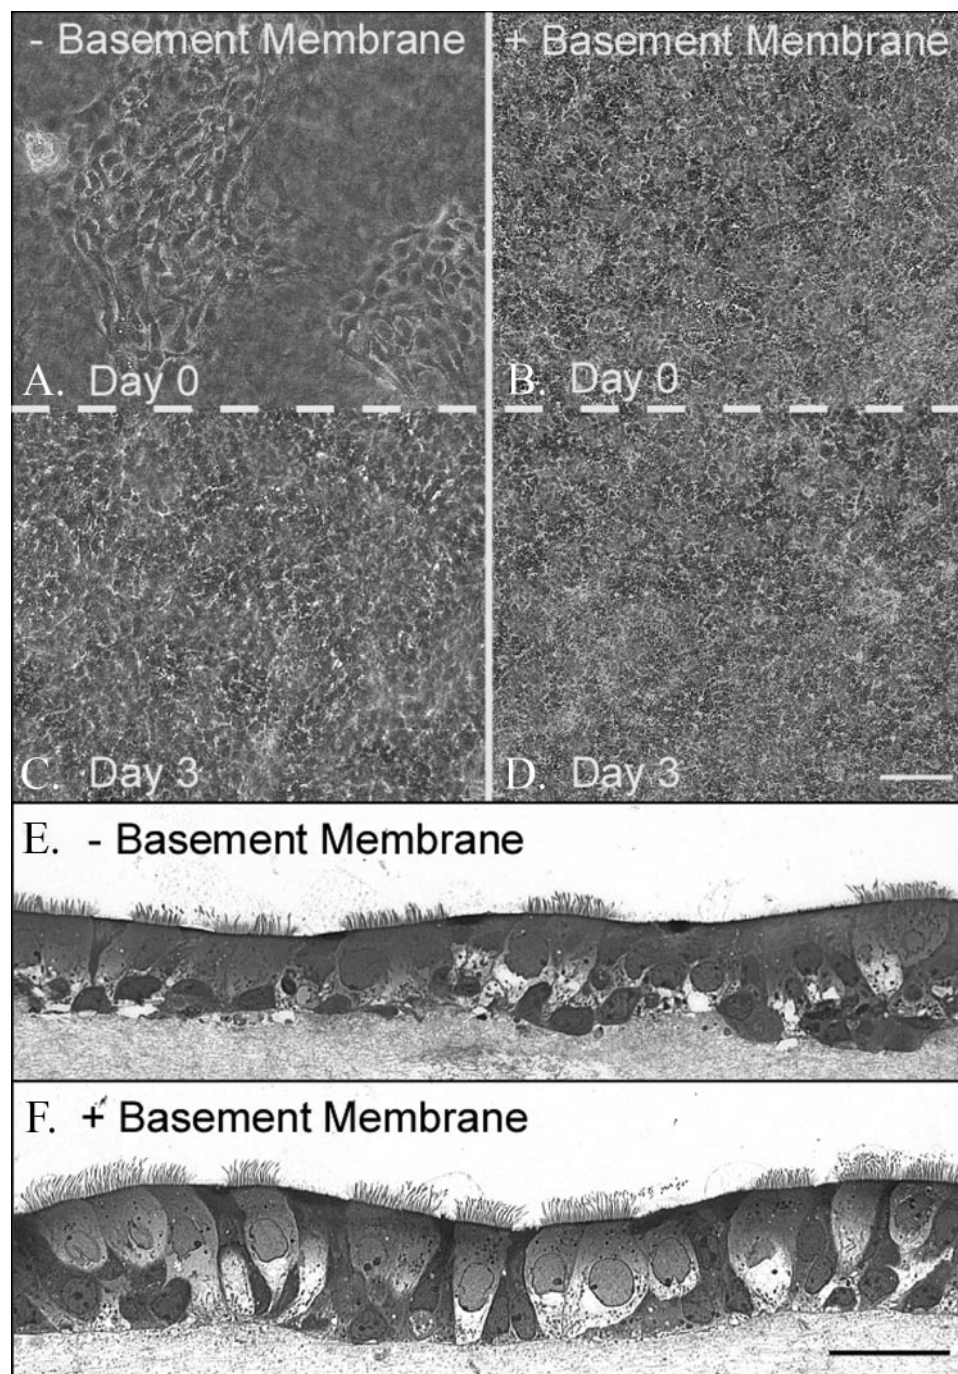 - Basement Membrane
+ Basement Membrane
A. Day 0
B. Day 0
C. Day 3
D. Day 3
E. - Basement Membrane
F. + Basement Membrane